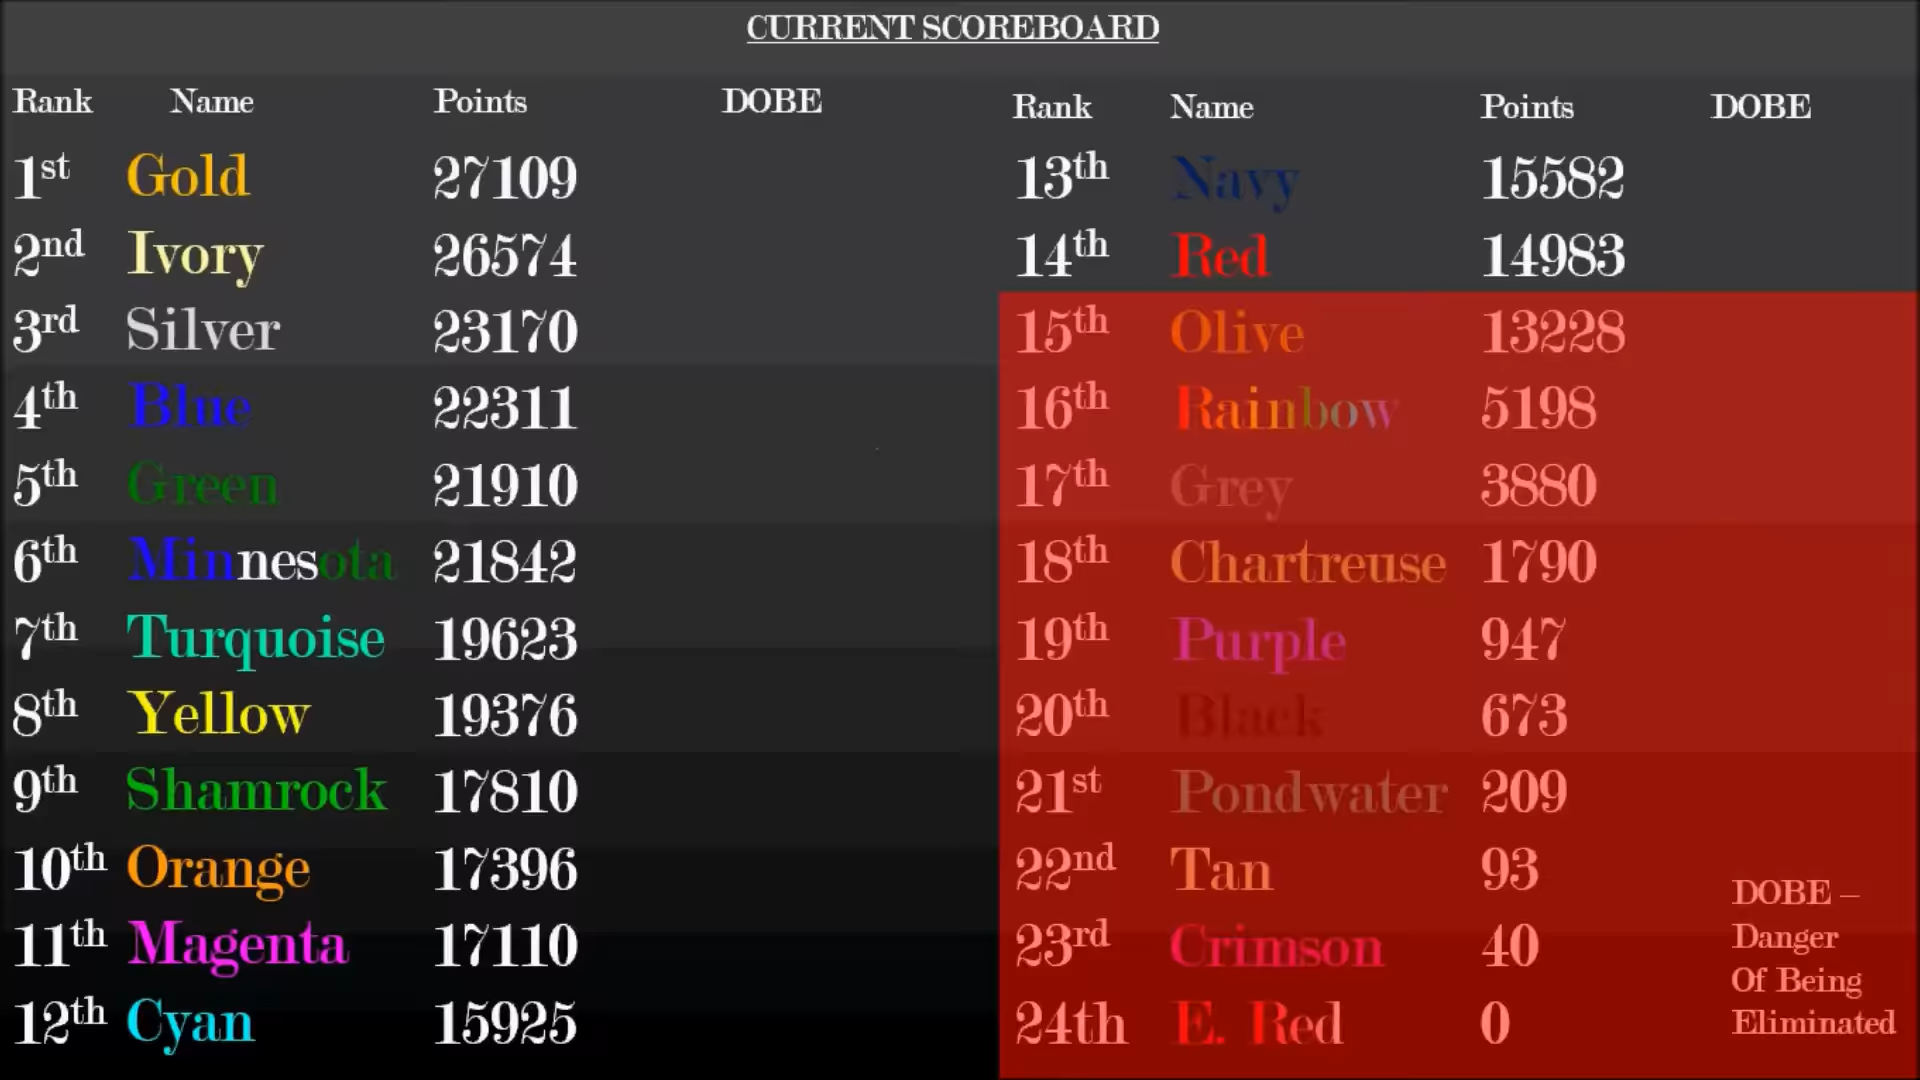 CURRENT SCOREBOARD
Rank Name Points DOBE
1st Gold 27109
2nd Ivory 26574
3rd Silver 23170
4th Blue 22311
5th Green 21910
6th Minnesota 21842
7th Turquoise 19623
8th Yellow 19376
9th Shamrock 17810
10th Orange 17396
11th Magenta 17110
12th Cyan 15925
Rank Name Points DOBE
13th Navy 15582
14th Red 14983
15th Olive 13228
16th Rainbow 5198
17th Grey 3880
18th Chartreuse 1790
19th Purple 947
20th Black 673
21st Pondwater 209
22nd Tan 93
23rd Crimson 40
24th E. Red 0
DOBE –
Danger
Of Being
Eliminated